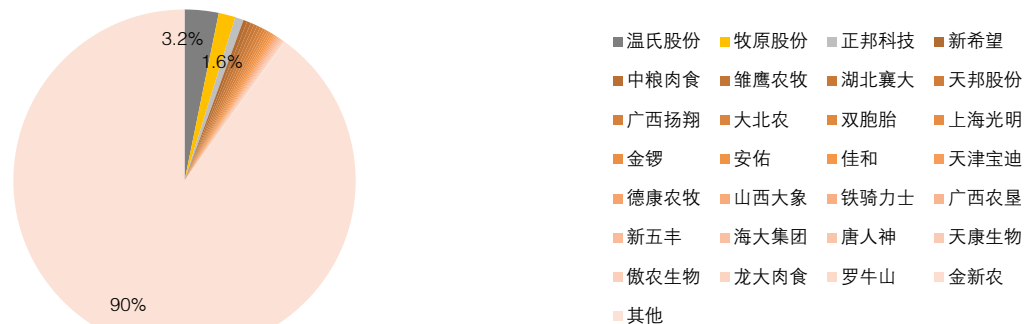 3.2%
1.6%
90%
温氏股份 牧原股份 正邦科技 新希望
中粮肉食 雏鹰农牧 湖北襄大 天邦股份
广西扬翔 大北农 双胞胎 上海光明
金锣 安佑 佳和 天津宝迪
德康农牧 山西大象 铁骑力士 广西农垦
新五丰 海大集团 唐人神 天康生物
傲农生物 龙大肉食 罗牛山 金新农
其他